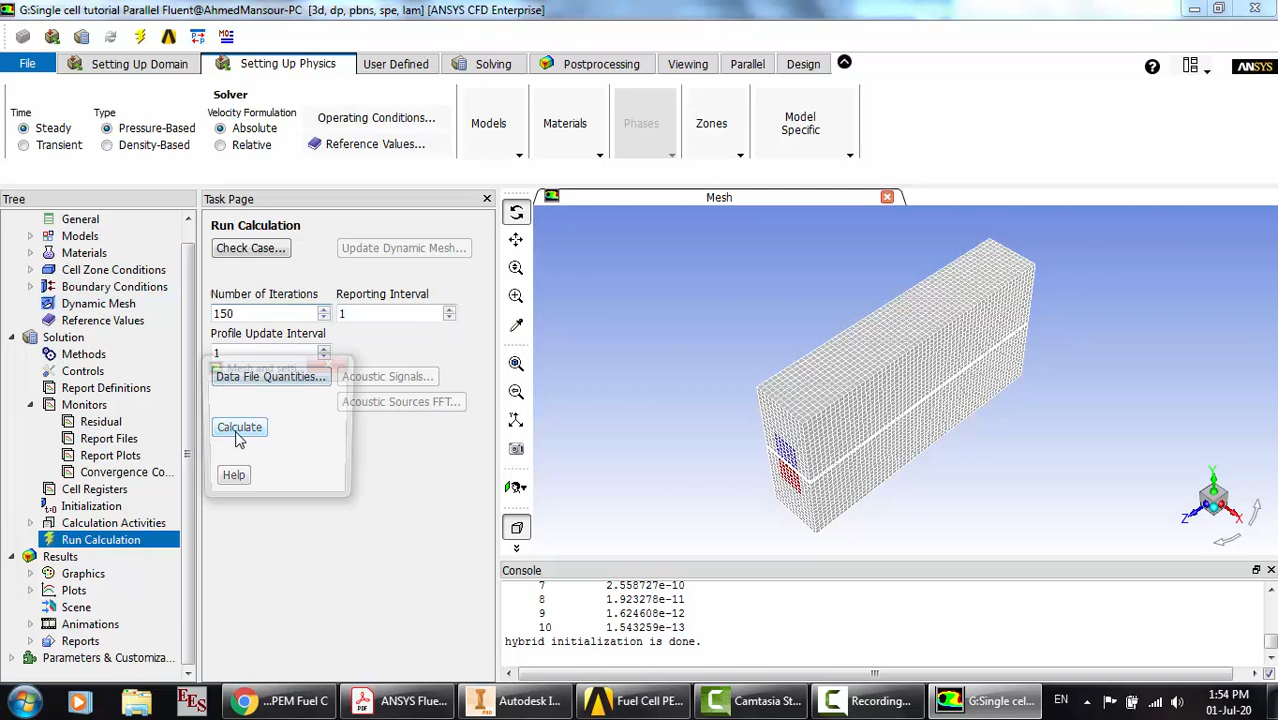 G:Single cell tutorial Parallel Fluent@AhmedMansour-PC [3d, dp, pbns, spe, lam] [ANSYS CFD Enterprise]
File
Setting Up Domain
Setting Up Physics
User Defined
Solving
Postprocessing
Viewing
Parallel
Design
ANSYS
Solver
Time
Type
Velocity Formulation
Operating Conditions...
Steady
Pressure-Based
Absolute
Transient
Density-Based
Relative
Reference Values...
Models
Materials
Phases
Zones
Model
Specific
Tree
General
Models
Materials
Cell Zone Conditions
Boundary Conditions
Dynamic Mesh
Reference Values
Solution
Methods
Controls
Report Definitions
Monitors
Residual
Report Files
Report Plots
Convergence Co...
Cell Registers
Initialization
Calculation Activities
Run Calculation
Results
Graphics
Plots
Scene
Animations
Reports
Parameters & Customiza...
Task Page
Run Calculation
Check Case...
Update Dynamic Mesh...
Number of Iterations
Reporting Interval
150
1
Profile Update Interval
1
Data File Quantities...
Acoustic Signals...
Acoustic Sources FFT...
Calculate
Help
Mesh
Y
Z
X
Console
7 2.558727e-10
8 1.923278e-11
9 1.624608e-12
10 1.543259e-13
hybrid initialization is done.
EES
...PEM Fuel C
ANSYS Flue...
Autodesk I...
Fuel Cell PE...
Camtasia St...
Recording...
G:Single cel...
EN
1:54 PM
01-Jul-20